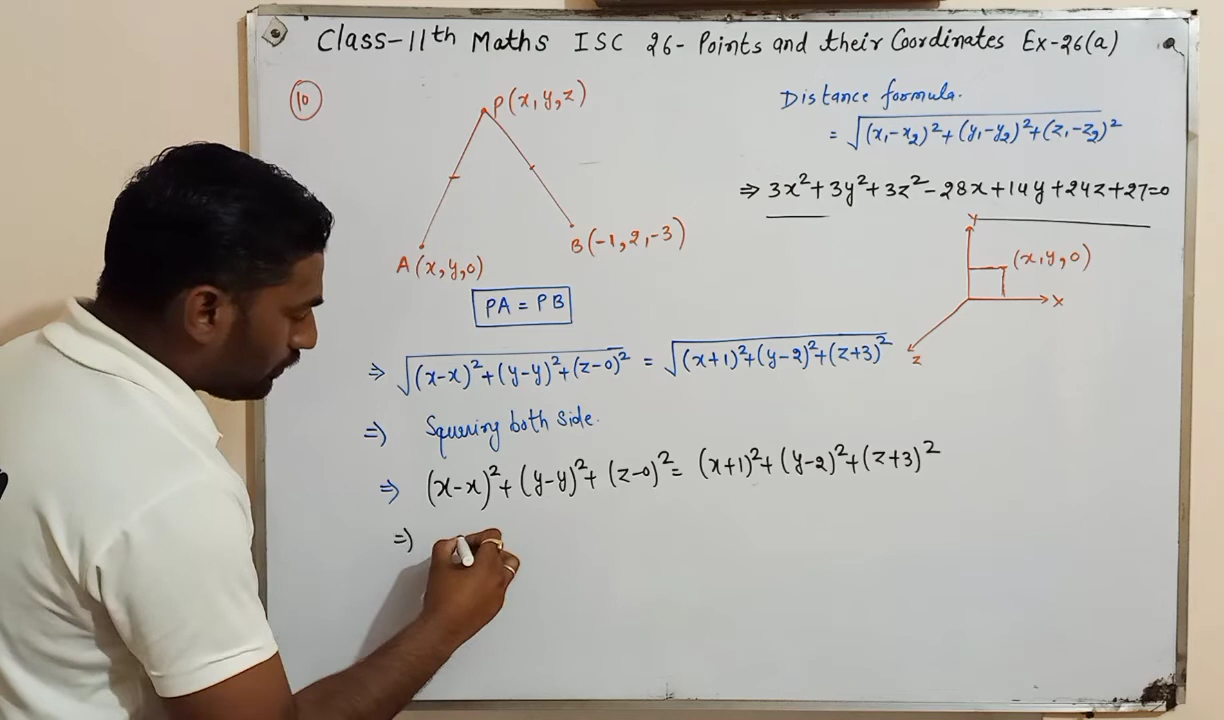 Class-11th Maths ISC 26- Points and their Coordinates Ex-26(a)
10
P(x,y,z)
A(x,y,0)
B(-1,2,-3)
PA = PB
Distance formula.
= √(x₁-x₂)²+(y₁-y₂)²+(z₁-z₂)²
⇒ 3x²+3y²+3z²-28x+14y+24z+27=0
Y
(x,y,0)
X
Z
⇒ √(x-x)²+(y-y)²+(z-0)² = √(x+1)²+(y-2)²+(z+3)²
⇒ Squering both side.
⇒ (x-x)²+(y-y)²+(z-0)²= (x+1)²+(y-2)²+(z+3)²
⇒